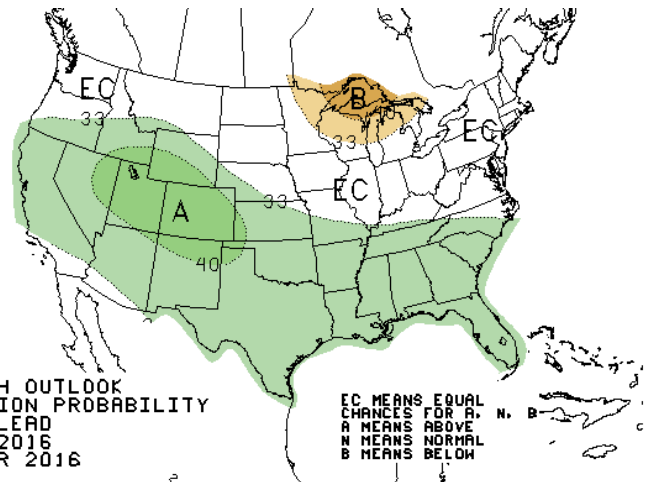 EC
B
40
33
33
EC
EC
33
A
40
H OUTLOOK
ION PROBABILITY
LEAD
2016
R 2016
EC MEANS EQUAL
CHANCES FOR A, N, B
A MEANS ABOVE
N MEANS NORMAL
B MEANS BELOW